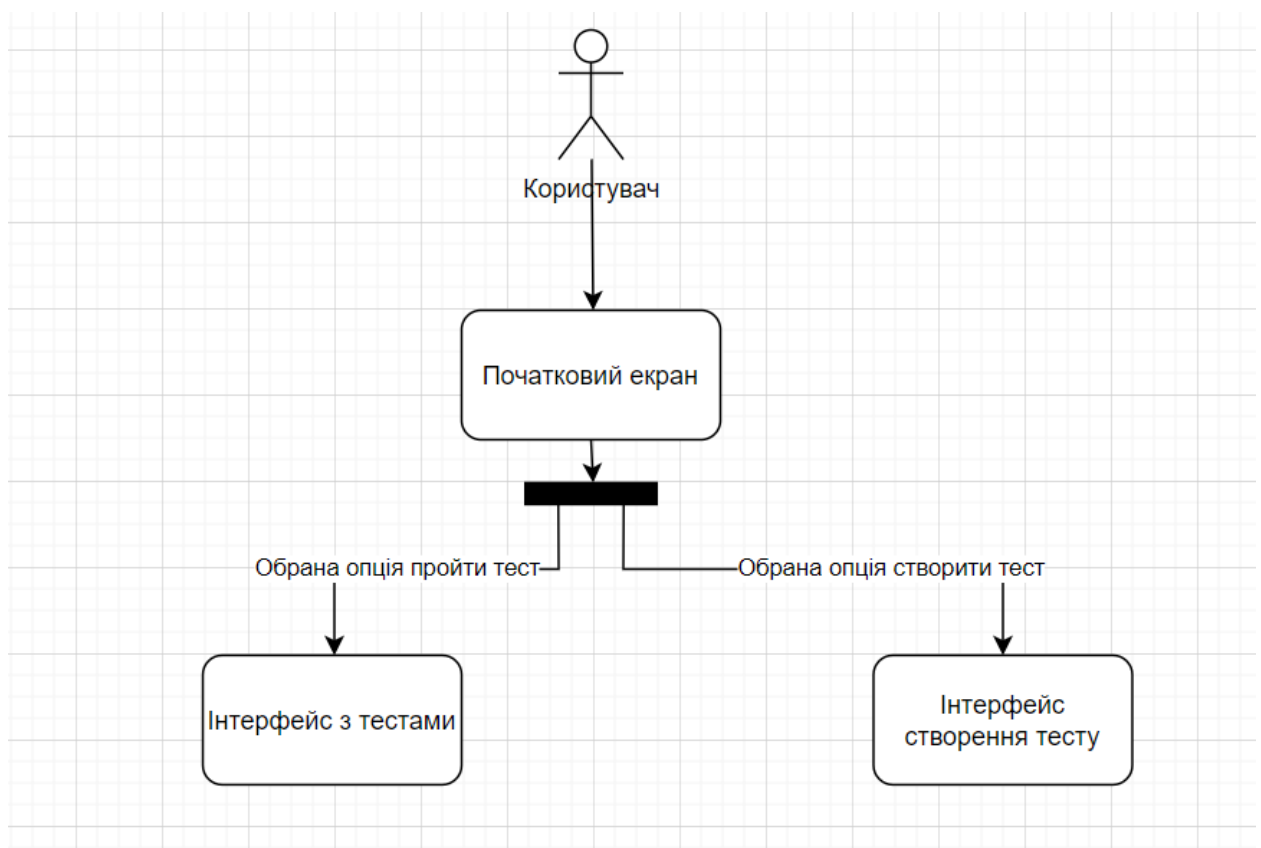 Користувач
Початковий екран
Обрана опція пройти тест
Обрана опція створити тест
Інтерфейс з тестами
Інтерфейс
створення тесту